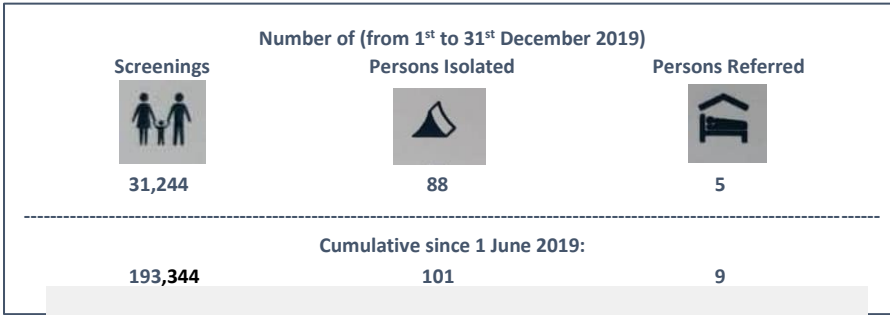 Number of (from 1st to 31st December 2019)
Screenings Persons Isolated Persons Referred
31,244 88 5
Cumulative since 1 June 2019:
193,344 101 9